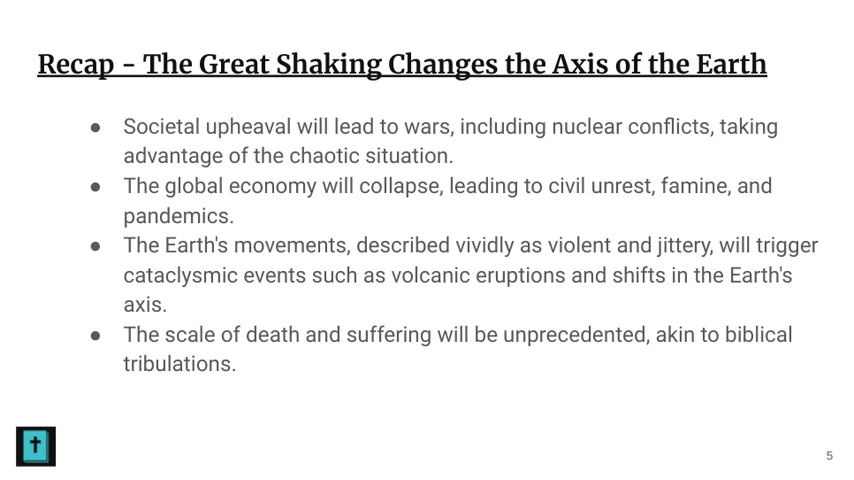 Recap - The Great Shaking Changes the Axis of the Earth
● Societal upheaval will lead to wars, including nuclear conflicts, taking
advantage of the chaotic situation.
● The global economy will collapse, leading to civil unrest, famine, and
pandemics.
● The Earth's movements, described vividly as violent and jittery, will trigger
cataclysmic events such as volcanic eruptions and shifts in the Earth's
axis.
● The scale of death and suffering will be unprecedented, akin to biblical
tribulations.
5